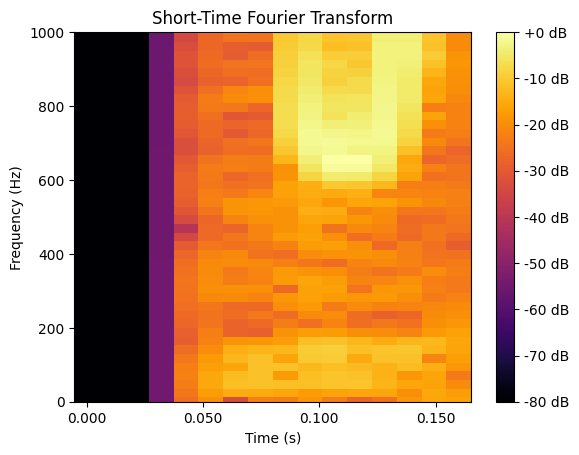 Short-Time Fourier Transform
Frequency (Hz)
1000
800
600
400
200
0
0.000
0.050
0.100
0.150
Time (s)
+0 dB
-10 dB
-20 dB
-30 dB
-40 dB
-50 dB
-60 dB
-70 dB
-80 dB